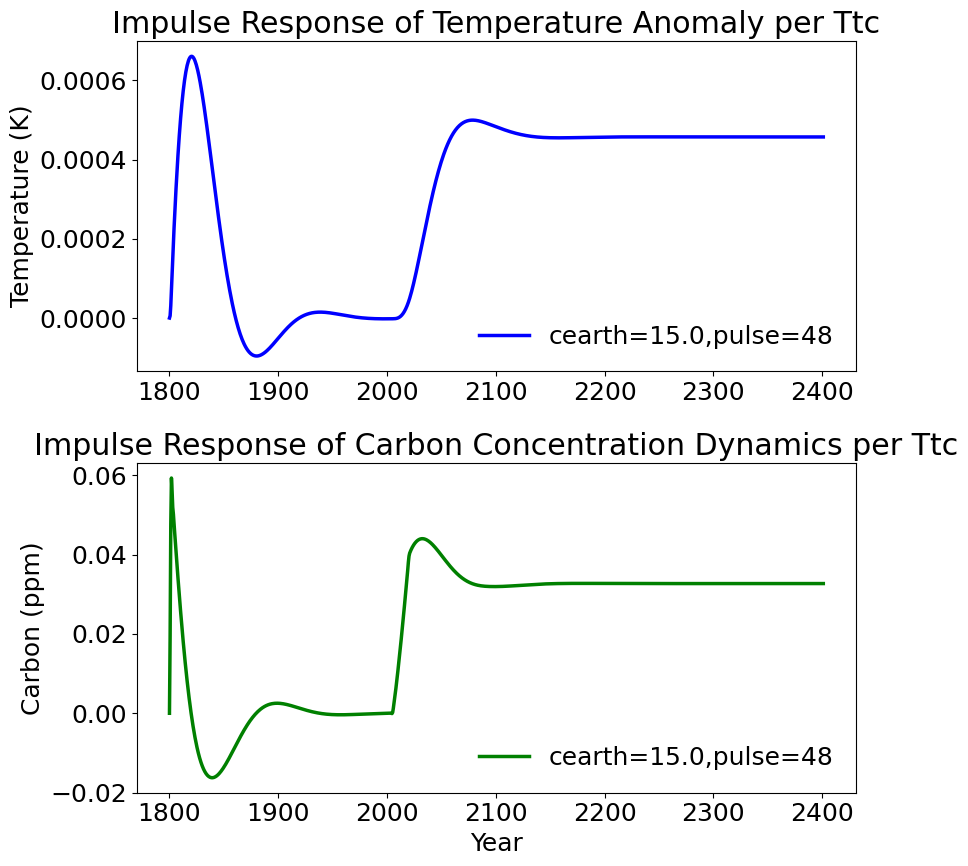 Impulse Response of Temperature Anomaly per Ttc
0.0006
0.0004
0.0002
0.0000
Temperature (K)
cearth=15.0,pulse=48
1800 1900 2000 2100 2200 2300 2400
Impulse Response of Carbon Concentration Dynamics per Ttc
0.06
0.04
0.02
0.00
−0.02
Carbon (ppm)
cearth=15.0,pulse=48
1800 1900 2000 2100 2200 2300 2400
Year